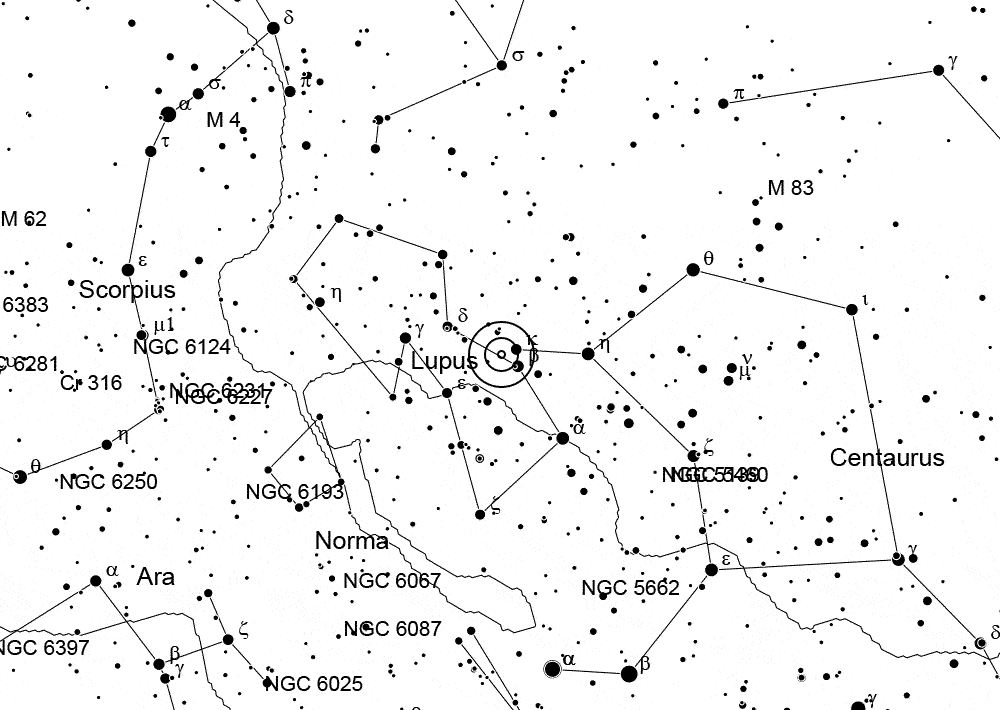 δ
σ
γ
σ
π
π
α
M 4
τ
M 83
M 62
ε
θ
Scorpius
η
ι
6383
μ1
δ
γ
κ
η
NGC 6124
Lupus
β
ν
6281
μ
Cr 316
NGC 6231
ε
NGC 6227
α
η
ζ
Centaurus
θ
NGC 6250
NGC 6193
ζ
Norma
γ
α
Ara
NGC 6067
ε
NGC 5662
NGC 6087
ζ
δ
NGC 6397
β
α
β
γ
NGC 6025
γ